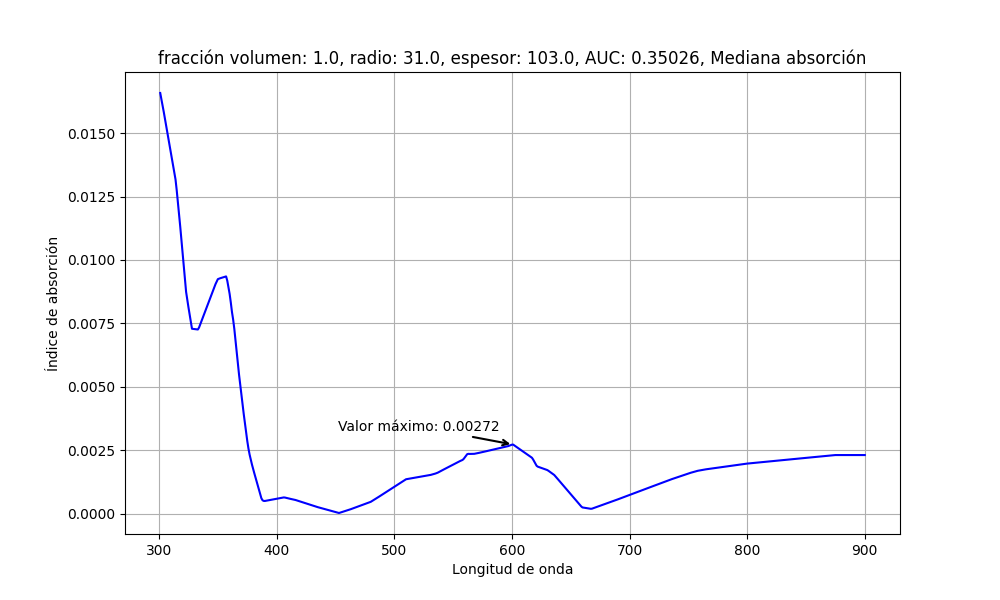 fracción volumen: 1.0, radio: 31.0, espesor: 103.0, AUC: 0.35026, Mediana absorción
Índice de absorción
0.0150
0.0125
0.0100
0.0075
0.0050
0.0025
0.0000
Valor máximo: 0.00272
300 400 500 600 700 800 900
Longitud de onda